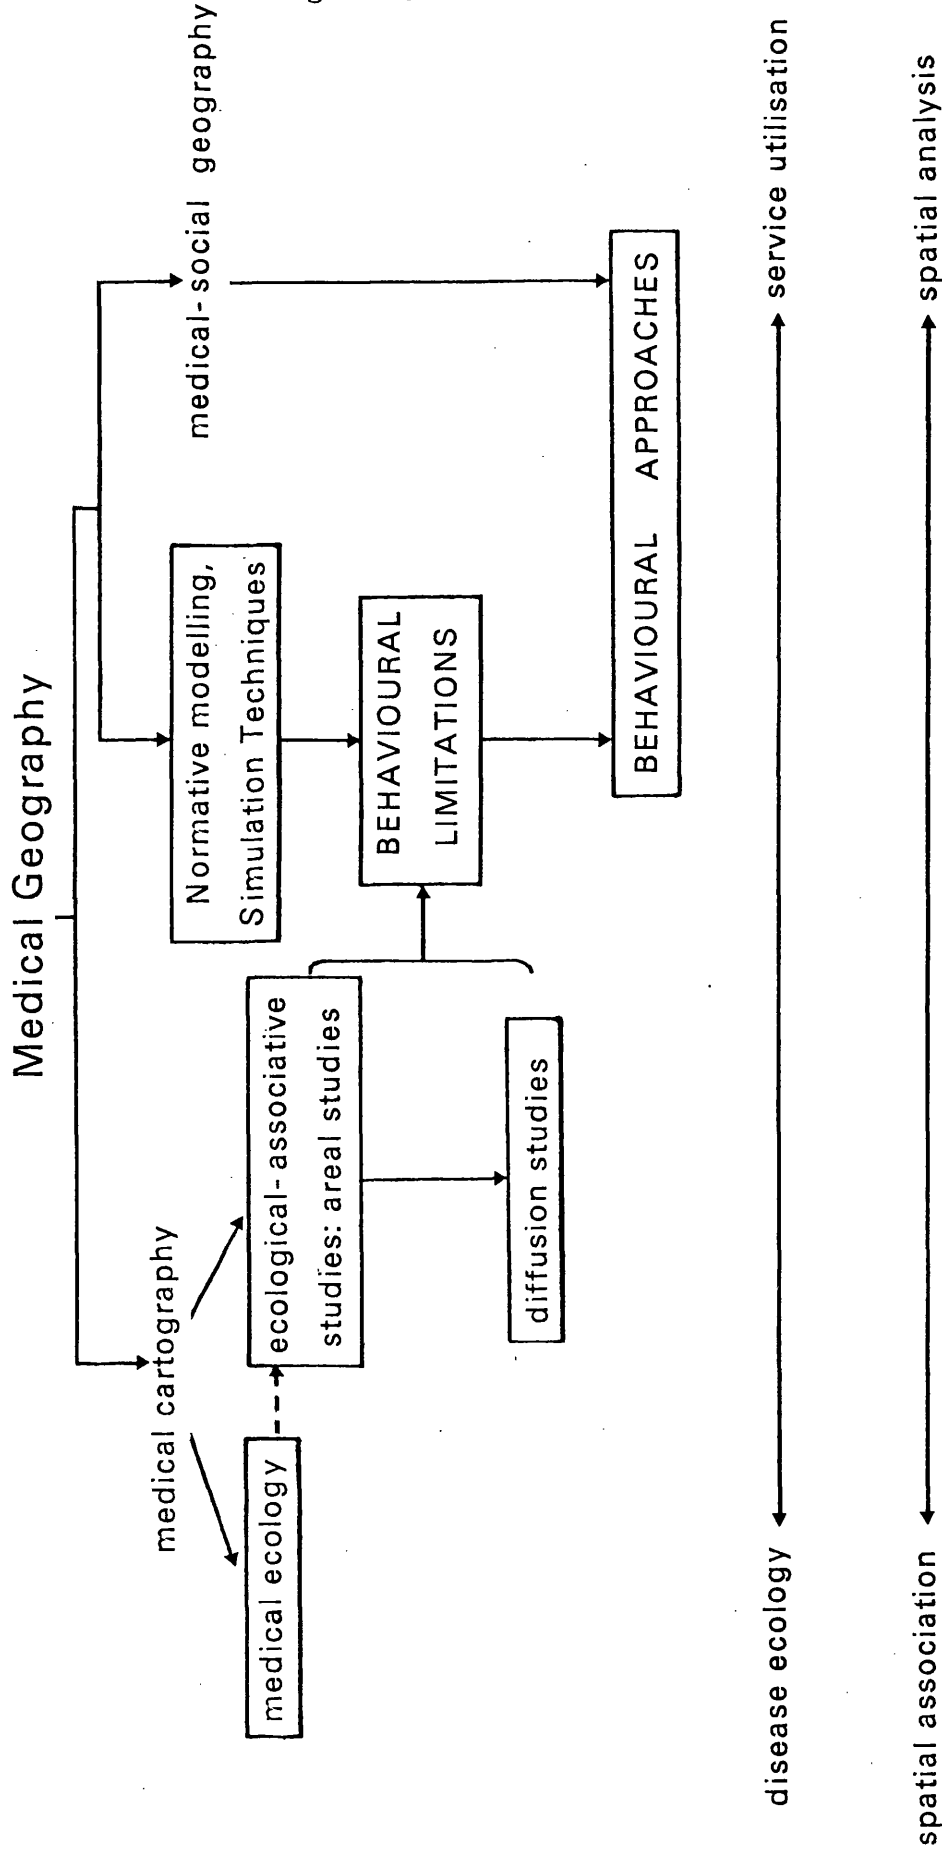 Medical Geography
medical cartography
medical-social geography
Normative modelling,
Simulation Techniques
medical ecology
ecological-associative
studies: areal studies
BEHAVIOURAL
LIMITATIONS
diffusion studies
BEHAVIOURAL APPROACHES
disease ecology
service utilisation
spatial association
spatial analysis